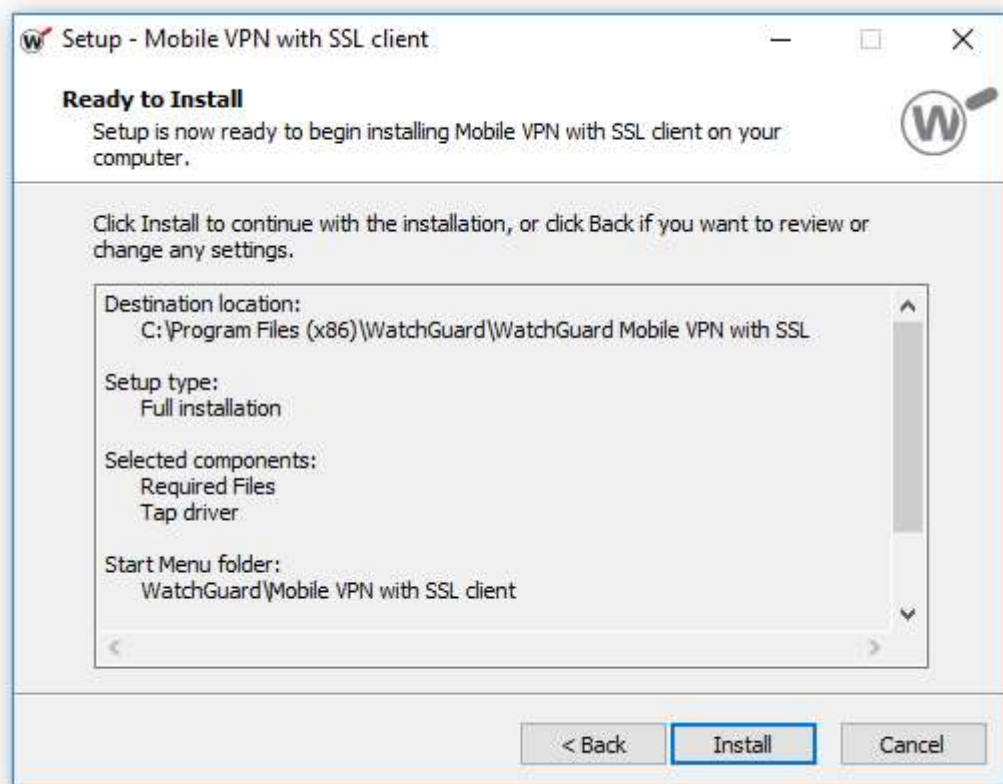 Setup - Mobile VPN with SSL client
Ready to Install
Setup is now ready to begin installing Mobile VPN with SSL client on your
computer.
W
Click Install to continue with the installation, or click Back if you want to review or
change any settings.
Destination location:
C:\Program Files (x86)\WatchGuard\WatchGuard Mobile VPN with SSL
Setup type:
Full installation
Selected components:
Required Files
Tap driver
Start Menu folder:
WatchGuard\Mobile VPN with SSL client
< Back
Install
Cancel